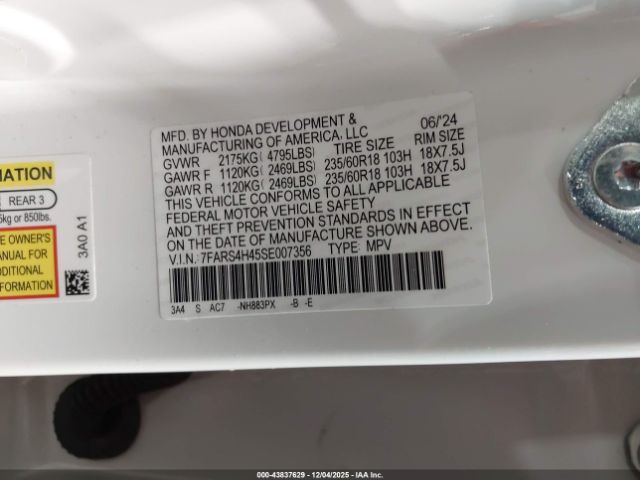 MFD. BY HONDA DEVELOPMENT & 06/'24
MANUFACTURING OF AMERICA, LLC
TIRE SIZE RIM SIZE
GVWR 2175KG( 4795LBS)
GAWR F 1120KG( 2469LBS) 235/60R18 103H 18X7.5J
GAWR R 1120KG( 2469LBS) 235/60R18 103H 18X7.5J
THIS VEHICLE CONFORMS TO ALL APPLICABLE
FEDERAL MOTOR VEHICLE SAFETY
AND THEFT PREVENTION STANDARDS IN EFFECT
ON THE DATE OF MANUFACTURE SHOWN ABOVE.
V.I.N. 7FARS4H45SE007356 TYPE: MPV
3A4 S AC7 -NH883PX -B -E
MATION
REAR 3
5kg or 850lbs.
E OWNER'S
ANUAL FOR
DDITIONAL
FORMATION
3A0 A1
000-43837629 - 12/04/2025 - IAAI, Inc.